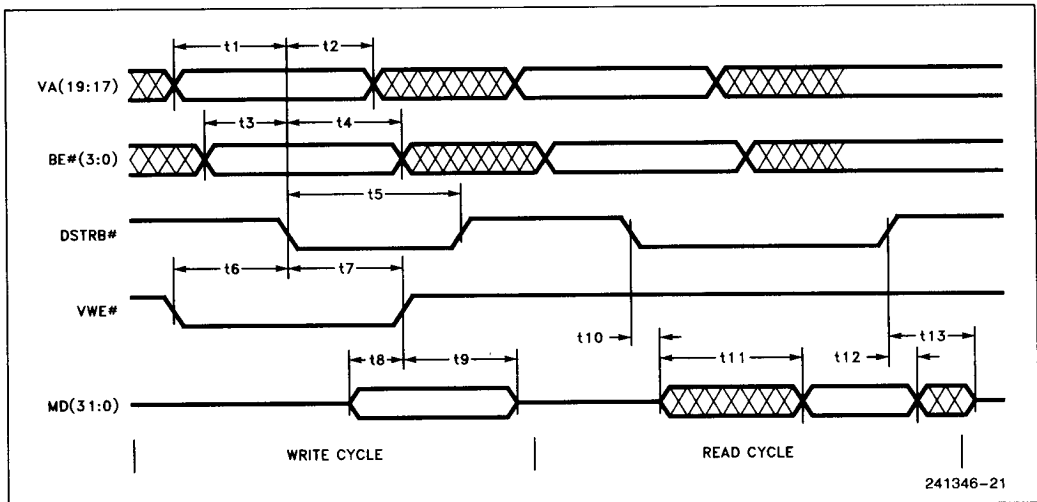 t1 t2
VA(19:17)
t3 t4
BE#(3:0)
t5
DSTRB#
t6 t7
VWE#
t10 t13
t8 t9 t11 t12
MD(31:0)
WRITE CYCLE READ CYCLE
241346-21